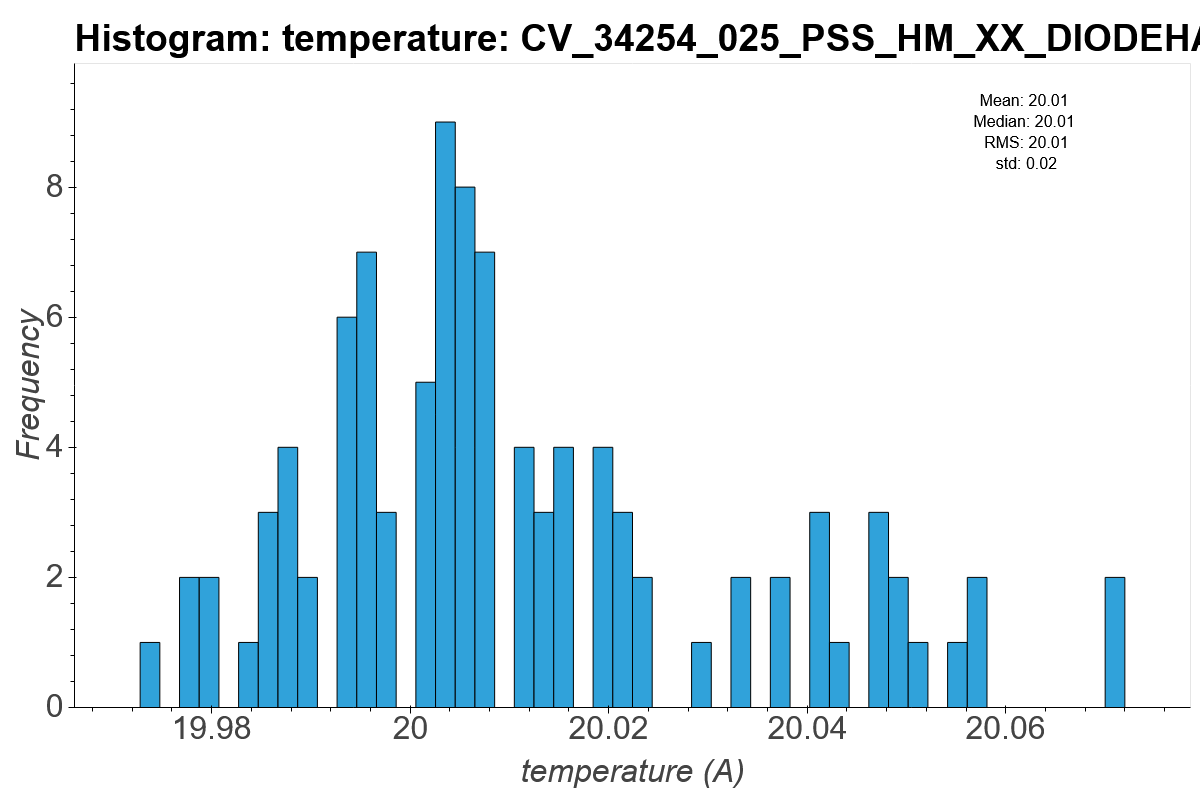 Histogram: temperature: CV_34254_025_PSS_HM_XX_DIODEHA
Mean: 20.01
Median: 20.01
RMS: 20.01
std: 0.02
Frequency
8
6
4
2
0
19.98 20 20.02 20.04 20.06
temperature (A)